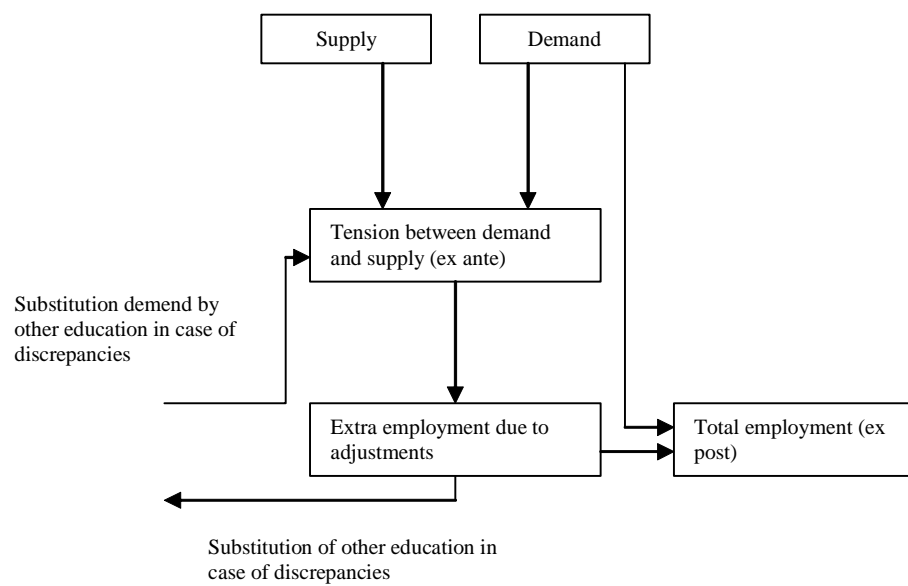 Supply
Demand
Tension between demand
and supply (ex ante)
Substitution demend by
other education in case of
discrepancies
Extra employment due to
adjustments
Total employment (ex
post)
Substitution of other education in
case of discrepancies